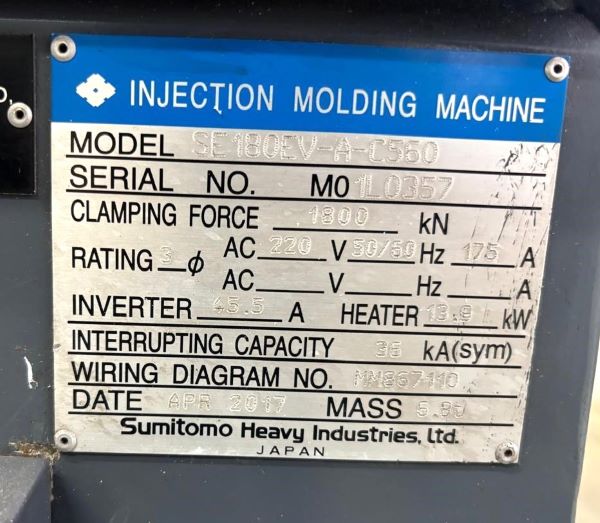 INJECTION MOLDING MACHINE
MODEL SE180EV-A-C560
SERIAL NO. M01L0357
CLAMPING FORCE 1800 kN
RATING 3 φ AC 220 V 50/60 Hz 175 A
AC V Hz A
INVERTER 45.5 A HEATER kW
INTERRUPTING CAPACITY 36 kA(sym)
WIRING DIAGRAM NO. MM867410
DATE APR 2017 MASS
Sumitomo Heavy Industries, Ltd.
JAPAN